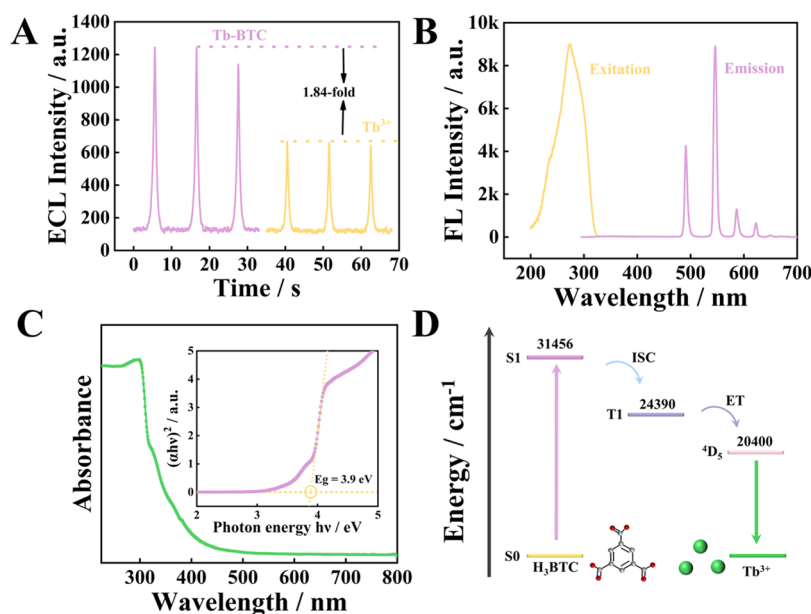 A
ECL Intensity / a.u.
1400
1200
1000
800
600
400
200
0
Tb-BTC
1.84-fold
Tb³⁺
0 10 20 30 40 50 60 70
Time / s
B
FL Intensity / a.u.
10k
8k
6k
4k
2k
0
Exitation
Emission
200 300 400 500 600 700
Wavelength / nm
C
Absorbance
(αhν)² / a.u.
5
4
3
2
1
0
Eg = 3.9 eV
2 3 4 5
Photon energy hν / eV
300 400 500 600 700 800
Wavelength / nm
D
Energy / cm⁻¹
31456
S1
ISC
24390
T1
ET
20400
⁴D₅
S0
H₃BTC
Tb³⁺